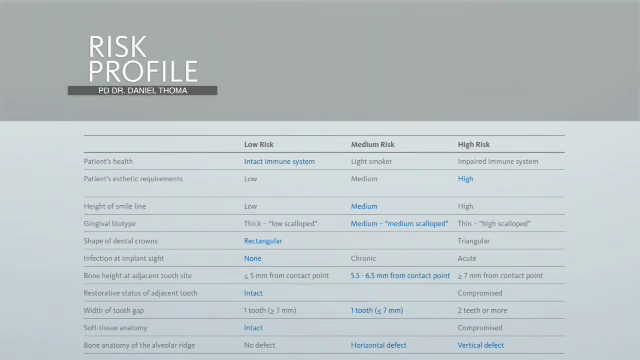 RISK
PROFILE
PD DR. DANIEL THOMA
Low Risk Medium Risk High Risk
Patient's health Intact immune system Light smoker Impaired immune system
Patient's esthetic requirements Low Medium High
Height of smile line Low Medium High
Gingival biotype Thick – "low scalloped" Medium – "medium scalloped" Thin – "high scalloped"
Shape of dental crowns Rectangular Triangular
Infection at implant sight None Chronic Acute
Bone height at adjacent tooth site ≤ 5 mm from contact point 5.5 - 6.5 mm from contact point ≥ 7 mm from contact point
Restorative status of adjacent tooth Intact Compromised
Width of tooth gap 1 tooth (≥ 7 mm) 1 tooth (≤ 7 mm) 2 teeth or more
Soft tissue anatomy Intact Compromised
Bone anatomy of the alveolar ridge No defect Horizontal defect Vertical defect